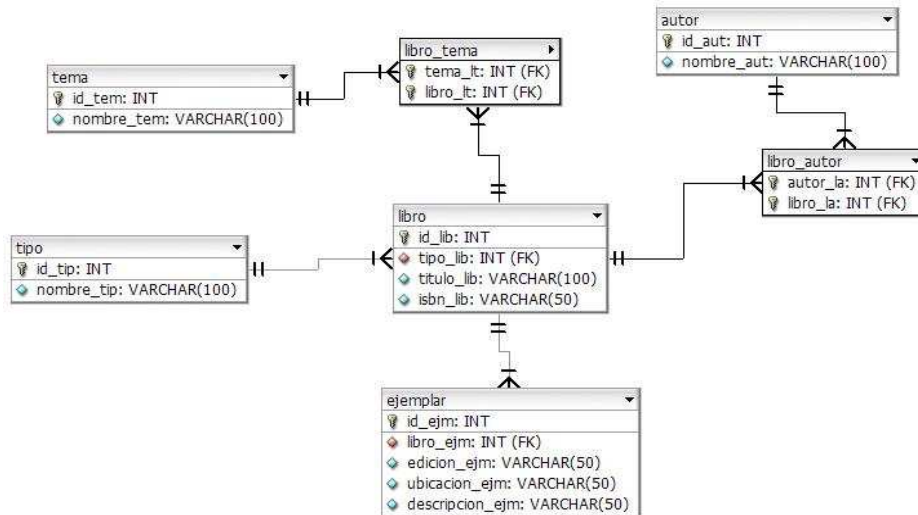 autor
id_aut: INT
nombre_aut: VARCHAR(100)
libro_tema
tema_lt: INT (FK)
libro_lt: INT (FK)
tema
id_tem: INT
nombre_tem: VARCHAR(100)
libro_autor
autor_la: INT (FK)
libro_la: INT (FK)
libro
id_lib: INT
tipo_lib: INT (FK)
titulo_lib: VARCHAR(100)
isbn_lib: VARCHAR(50)
tipo
id_tip: INT
nombre_tip: VARCHAR(100)
ejemplar
id_ejm: INT
libro_ejm: INT (FK)
edicion_ejm: VARCHAR(50)
ubicacion_ejm: VARCHAR(50)
descripcion_ejm: VARCHAR(50)